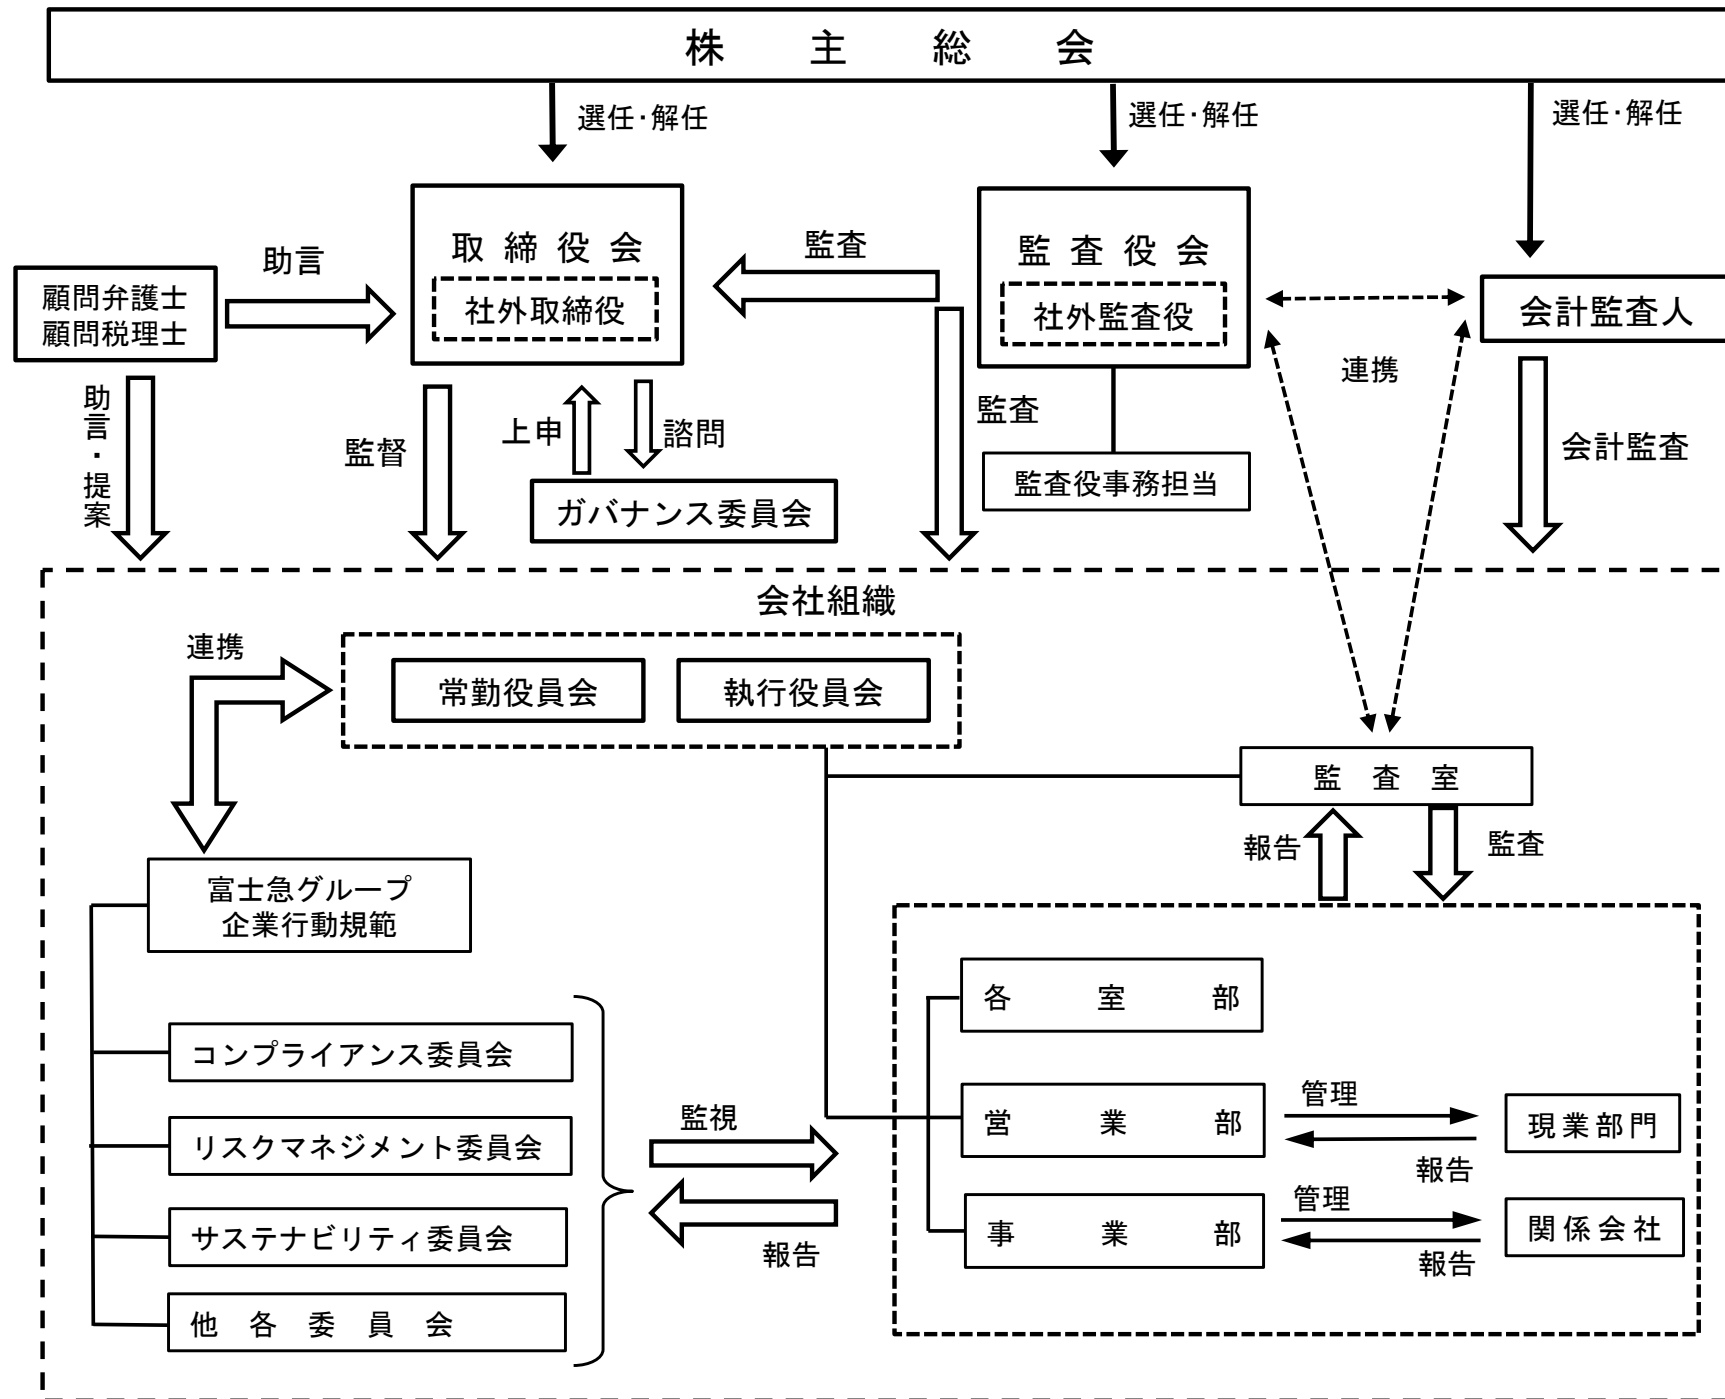 株主総会
選任・解任
選任・解任
選任・解任
取締役会
社外取締役
監査
監査役会
社外監査役
会計監査人
助言
顧問弁護士
顧問税理士
連携
助言・提案
監督
上申
諮問
監査
会計監査
監査役事務担当
ガバナンス委員会
会社組織
連携
常勤役員会
執行役員会
監査室
報告
監査
富士急グループ
企業行動規範
各室部
コンプライアンス委員会
営業部
管理
報告
現業部門
リスクマネジメント委員会
監視
報告
サステナビリティ委員会
事業部
管理
報告
関係会社
他各委員会